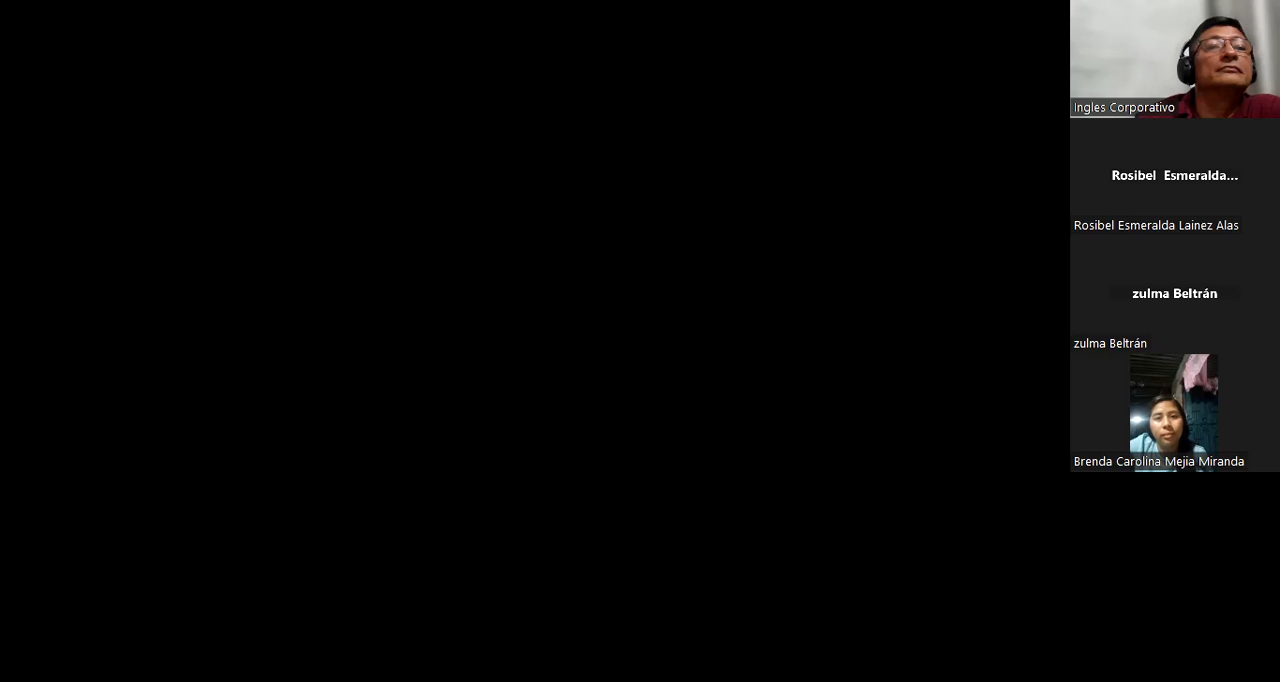 Ingles Corporativo
Rosibel Esmeralda...
Rosibel Esmeralda Lainez Alas
zulma Beltrán
zulma Beltrán
Brenda Carolina Mejia Miranda